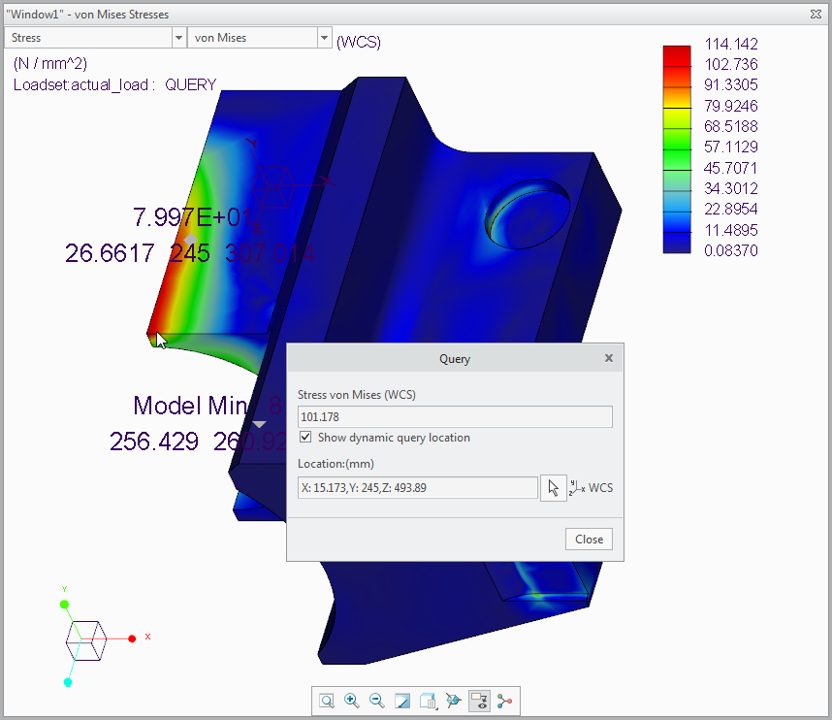 "Window1" - von Mises Stresses
Stress
von Mises
(WCS)
(N / mm^2)
Loadset:actual_load : QUERY
114.142
102.736
91.3305
79.9246
68.5188
57.1129
45.7071
34.3012
22.8954
11.4895
0.08370
7.997E+01
26.6617 245 307.014
Model Min 8
256.429 260.92
Query
Stress von Mises (WCS)
101.178
Show dynamic query location
Location:(mm)
X: 15.173,Y: 245,Z: 493.89
WCS
Close
Y
X